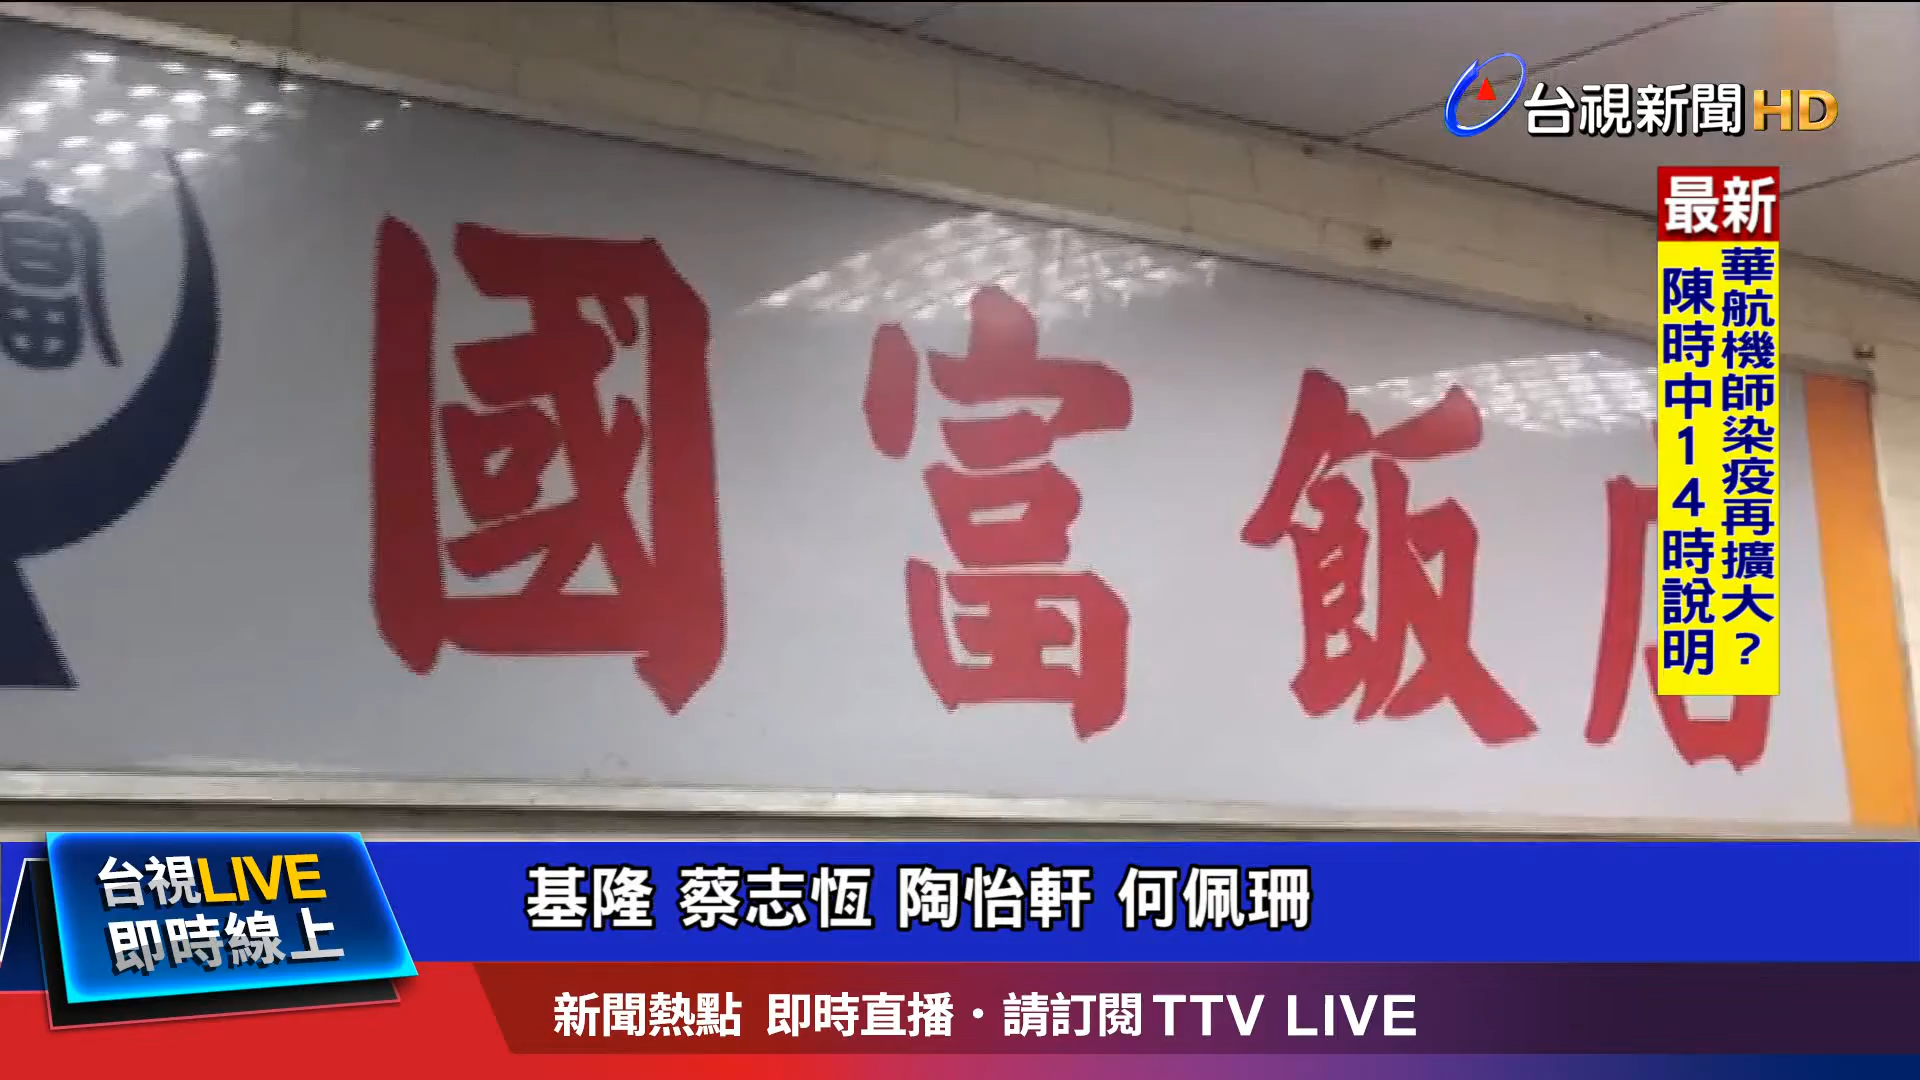 台視新聞HD
最新
華航機師染疫再擴大？
陳時中14時說明
富
國富飯店
台視LIVE
即時線上
基隆 蔡志恆 陶怡軒 何佩珊
新聞熱點 即時直播・請訂閱TTV LIVE